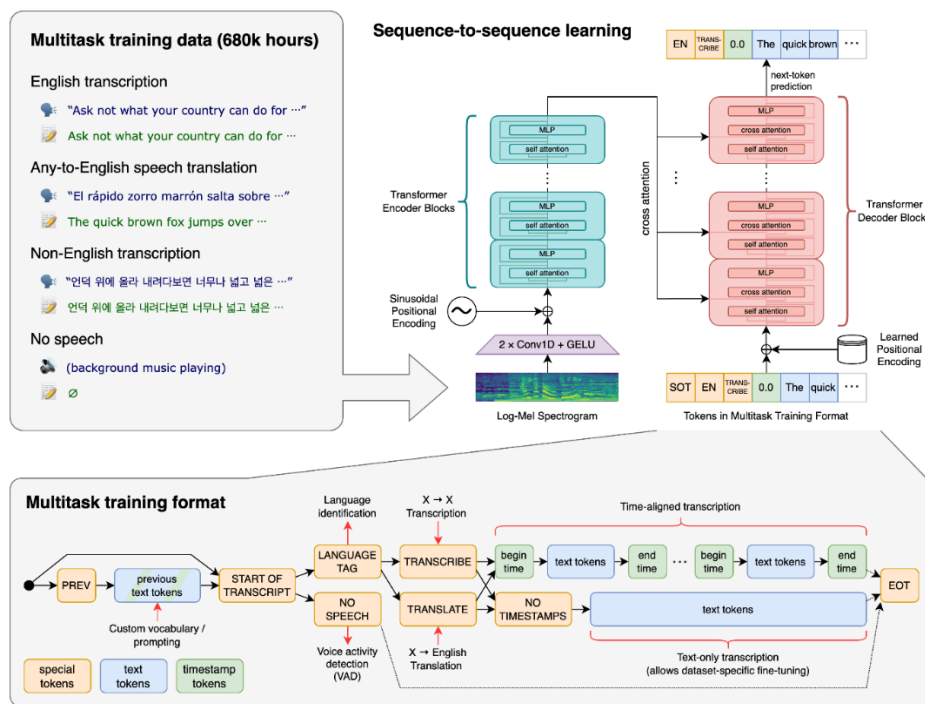 Multitask training data (680k hours)
English transcription
“Ask not what your country can do for ⋯”
Ask not what your country can do for ⋯
Any-to-English speech translation
“El rápido zorro marrón salta sobre ⋯”
The quick brown fox jumps over ⋯
Non-English transcription
“언덕 위에 올라 내려다보면 너무나 넓고 넓은 ⋯”
언덕 위에 올라 내려다보면 너무나 넓고 넓은 ⋯
No speech
(background music playing)
∅
Sequence-to-sequence learning
EN TRANS-CRIBE 0.0 The quick brown ⋯
next-token
prediction
MLP
self attention
MLP
self attention
MLP
self attention
Transformer
Encoder Blocks
Sinusoidal
Positional
Encoding
~
2 × Conv1D + GELU
Log-Mel Spectrogram
cross attention
MLP
cross attention
self attention
MLP
cross attention
self attention
MLP
cross attention
self attention
Transformer
Decoder Block
Learned
Positional
Encoding
SOT EN TRANS-CRIBE 0.0 The quick ⋯
Tokens in Multitask Training Format
Multitask training format
Language
identification
X → X
Transcription
Time-aligned transcription
PREV
previous
text tokens
START OF
TRANSCRIPT
LANGUAGE
TAG
TRANSCRIBE
begin
time
text tokens
end
time
⋯
begin
time
text tokens
end
time
EOT
NO
SPEECH
TRANSLATE
NO
TIMESTAMPS
text tokens
Custom vocabulary /
prompting
Voice activity
detection
(VAD)
X → English
Translation
Text-only transcription
(allows dataset-specific fine-tuning)
special
tokens
text
tokens
timestamp
tokens